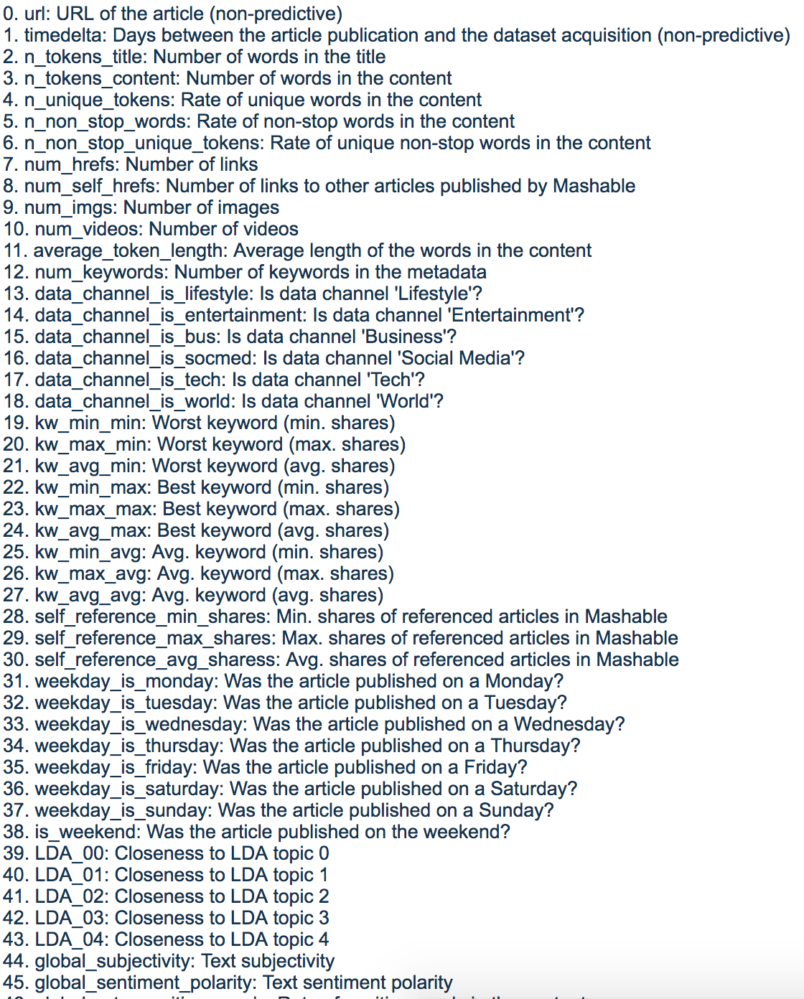 0. url: URL of the article (non-predictive)
1. timedelta: Days between the article publication and the dataset acquisition (non-predictive)
2. n_tokens_title: Number of words in the title
3. n_tokens_content: Number of words in the content
4. n_unique_tokens: Rate of unique words in the content
5. n_non_stop_words: Rate of non-stop words in the content
6. n_non_stop_unique_tokens: Rate of unique non-stop words in the content
7. num_hrefs: Number of links
8. num_self_hrefs: Number of links to other articles published by Mashable
9. num_imgs: Number of images
10. num_videos: Number of videos
11. average_token_length: Average length of the words in the content
12. num_keywords: Number of keywords in the metadata
13. data_channel_is_lifestyle: Is data channel 'Lifestyle'?
14. data_channel_is_entertainment: Is data channel 'Entertainment'?
15. data_channel_is_bus: Is data channel 'Business'?
16. data_channel_is_socmed: Is data channel 'Social Media'?
17. data_channel_is_tech: Is data channel 'Tech'?
18. data_channel_is_world: Is data channel 'World'?
19. kw_min_min: Worst keyword (min. shares)
20. kw_max_min: Worst keyword (max. shares)
21. kw_avg_min: Worst keyword (avg. shares)
22. kw_min_max: Best keyword (min. shares)
23. kw_max_max: Best keyword (max. shares)
24. kw_avg_max: Best keyword (avg. shares)
25. kw_min_avg: Avg. keyword (min. shares)
26. kw_max_avg: Avg. keyword (max. shares)
27. kw_avg_avg: Avg. keyword (avg. shares)
28. self_reference_min_shares: Min. shares of referenced articles in Mashable
29. self_reference_max_shares: Max. shares of referenced articles in Mashable
30. self_reference_avg_sharess: Avg. shares of referenced articles in Mashable
31. weekday_is_monday: Was the article published on a Monday?
32. weekday_is_tuesday: Was the article published on a Tuesday?
33. weekday_is_wednesday: Was the article published on a Wednesday?
34. weekday_is_thursday: Was the article published on a Thursday?
35. weekday_is_friday: Was the article published on a Friday?
36. weekday_is_saturday: Was the article published on a Saturday?
37. weekday_is_sunday: Was the article published on a Sunday?
38. is_weekend: Was the article published on the weekend?
39. LDA_00: Closeness to LDA topic 0
40. LDA_01: Closeness to LDA topic 1
41. LDA_02: Closeness to LDA topic 2
42. LDA_03: Closeness to LDA topic 3
43. LDA_04: Closeness to LDA topic 4
44. global_subjectivity: Text subjectivity
45. global_sentiment_polarity: Text sentiment polarity